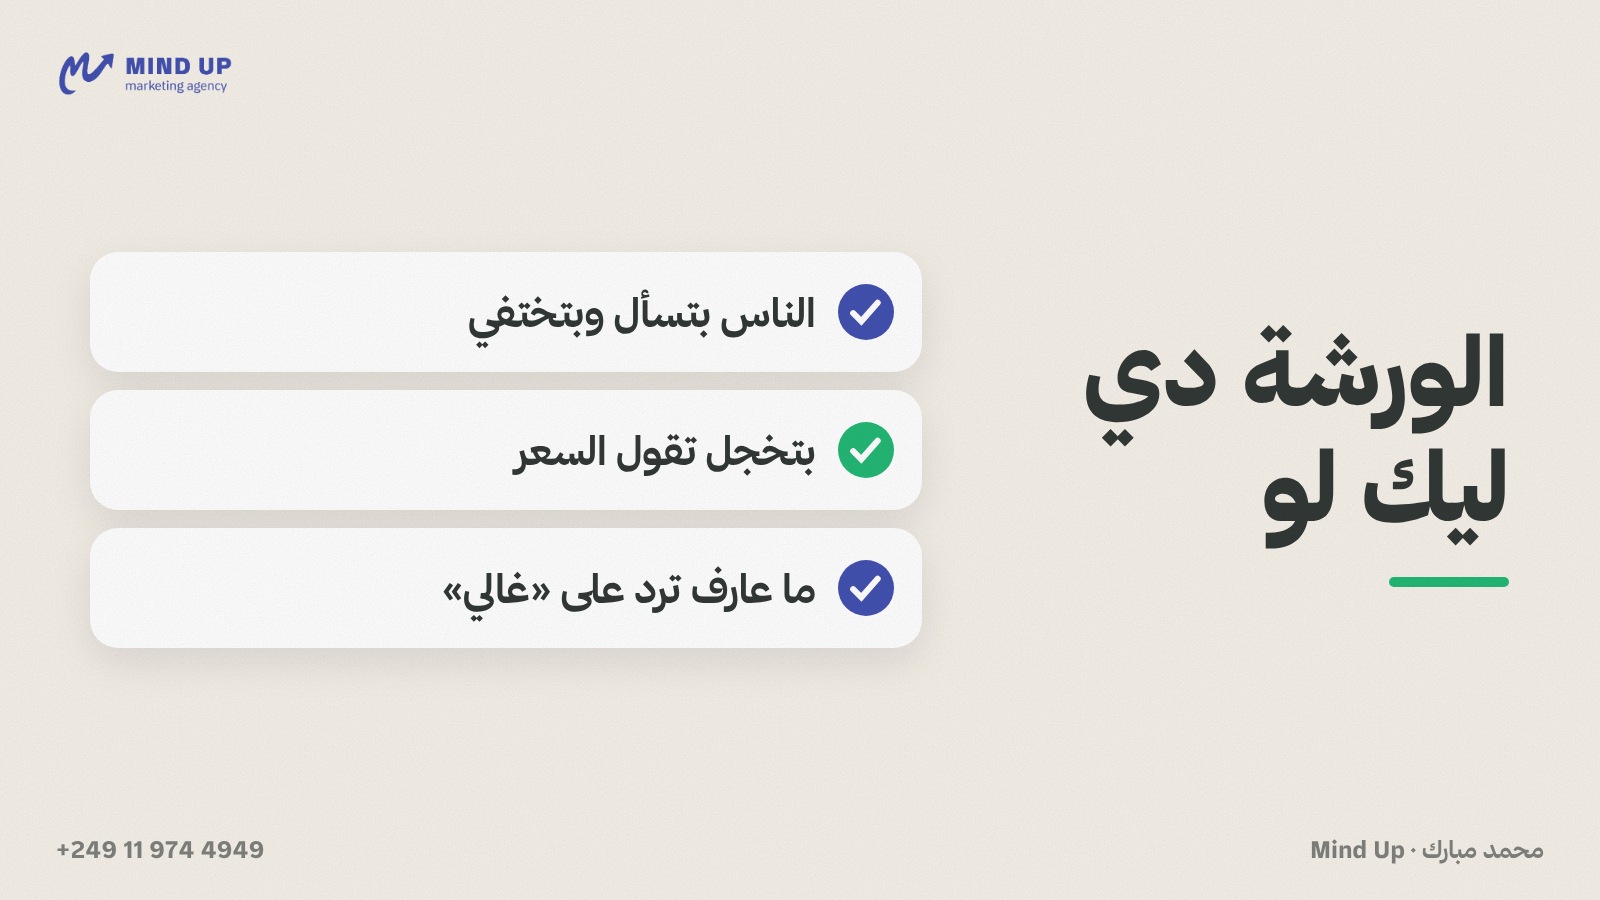 MIND UP
marketing agency
الورشة دي
ليك لو
الناس بتسأل وبتختفي
بتخجل تقول السعر
ما عارف ترد على «غالي»
محمد مبارك · Mind Up
+249 11 974 4949